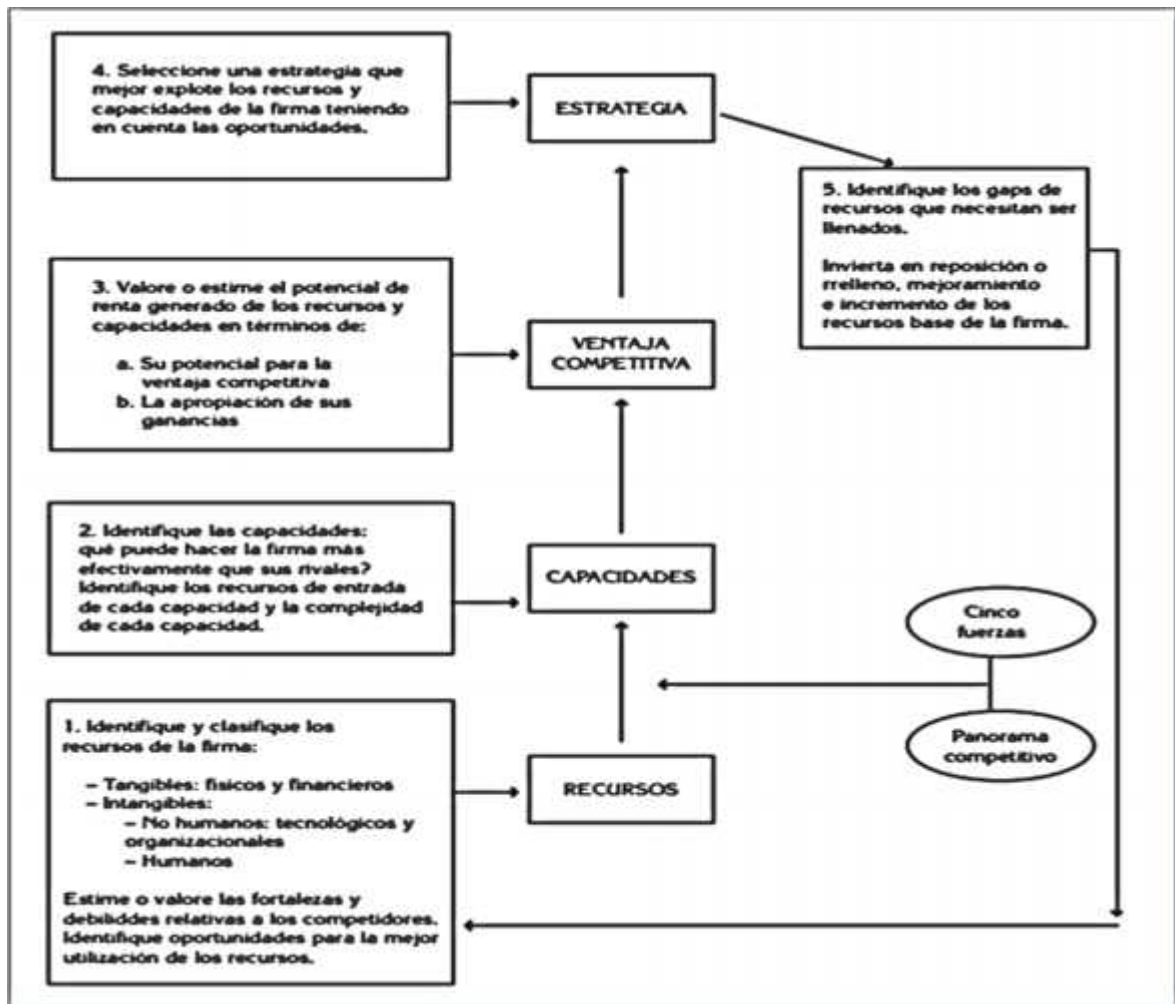 4. Seleccione una estrategia que
mejor explote los recursos y
capacidades de la firma teniendo
en cuenta las oportunidades.
ESTRATEGIA
5. Identifique los gaps de
recursos que necesitan ser
llenados.
Invierta en reposición o
rrelleno, mejoramiento
e incremento de los
recursos base de la firma.
3. Valore o estime el potencial de
renta generado de los recursos y
capacidades en términos de:
a. Su potencial para la
ventaja competitiva
b. La apropiación de sus
ganancias
VENTAJA
COMPETITIVA
2. Identifique las capacidades:
qué puede hacer la firma más
efectivamente que sus rivales?
Identifique los recursos de entrada
de cada capacidad y la complejidad
de cada capacidad.
CAPACIDADES
Cinco
fuerzas
Panorama
competitivo
1. Identifique y clasifique los
recursos de la firma:
– Tangibles: físicos y financieros
– Intangibles:
– No humanos: tecnológicos y
organizacionales
– Humanos
Estime o valore las fortalezas y
debiliddes relativas a los competidores.
Identifique oportunidades para la mejor
utilización de los recursos.
RECURSOS